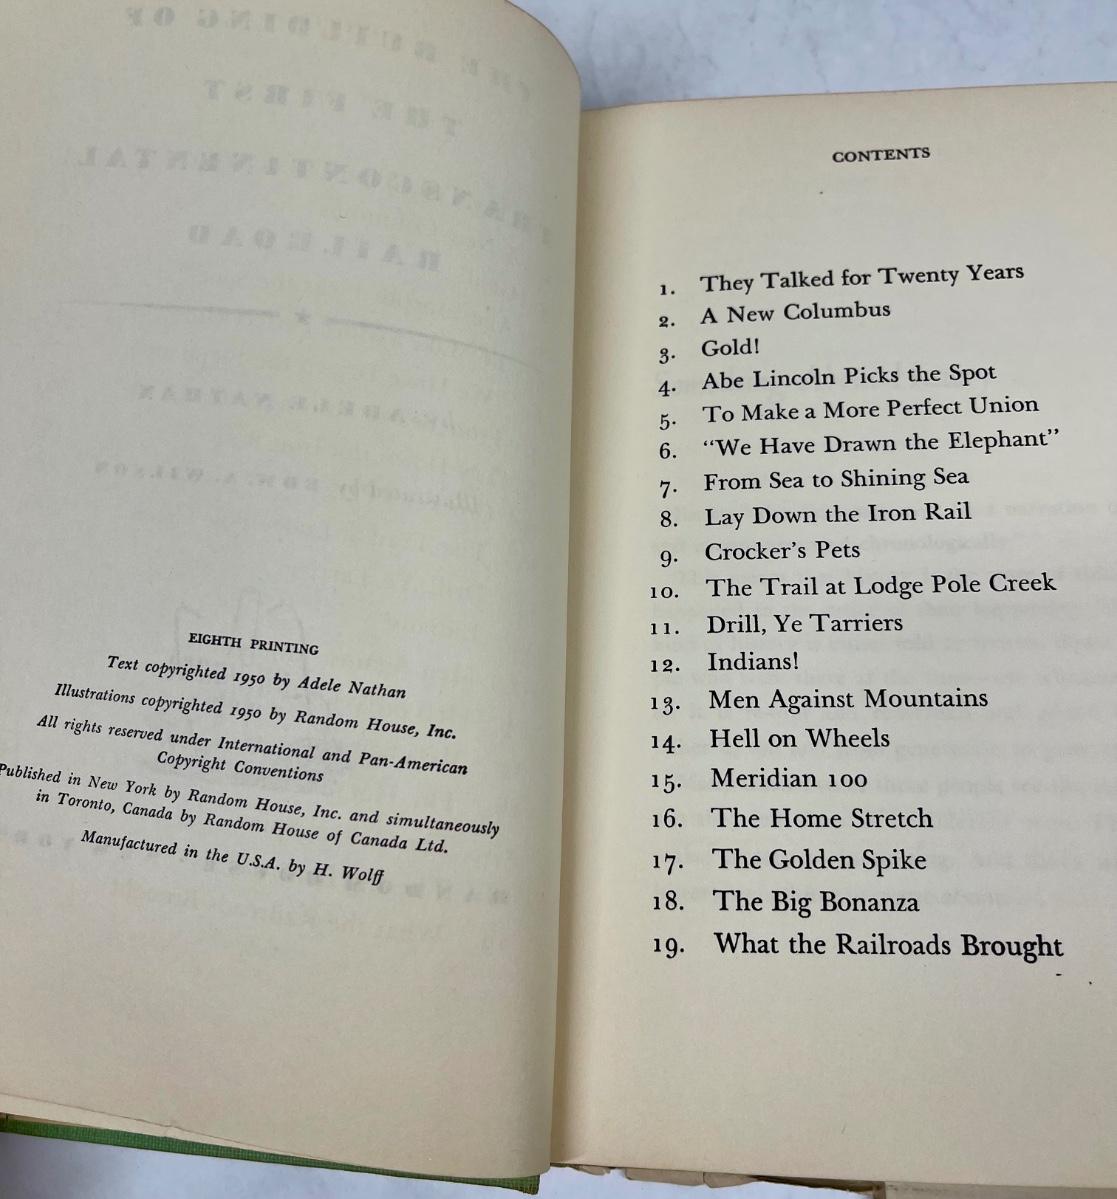 EIGHTH PRINTING
Text copyrighted 1950 by Adele Nathan
Illustrations copyrighted 1950 by Random House, Inc.
All rights reserved under International and Pan-American
Copyright Conventions
Published in New York by Random House, Inc. and simultaneously
in Toronto, Canada by Random House of Canada Ltd.
Manufactured in the U.S.A. by H. Wolff
CONTENTS
1. They Talked for Twenty Years
2. A New Columbus
3. Gold!
4. Abe Lincoln Picks the Spot
5. To Make a More Perfect Union
6. “We Have Drawn the Elephant”
7. From Sea to Shining Sea
8. Lay Down the Iron Rail
9. Crocker's Pets
10. The Trail at Lodge Pole Creek
11. Drill, Ye Tarriers
12. Indians!
13. Men Against Mountains
14. Hell on Wheels
15. Meridian 100
16. The Home Stretch
17. The Golden Spike
18. The Big Bonanza
19. What the Railroads Brought